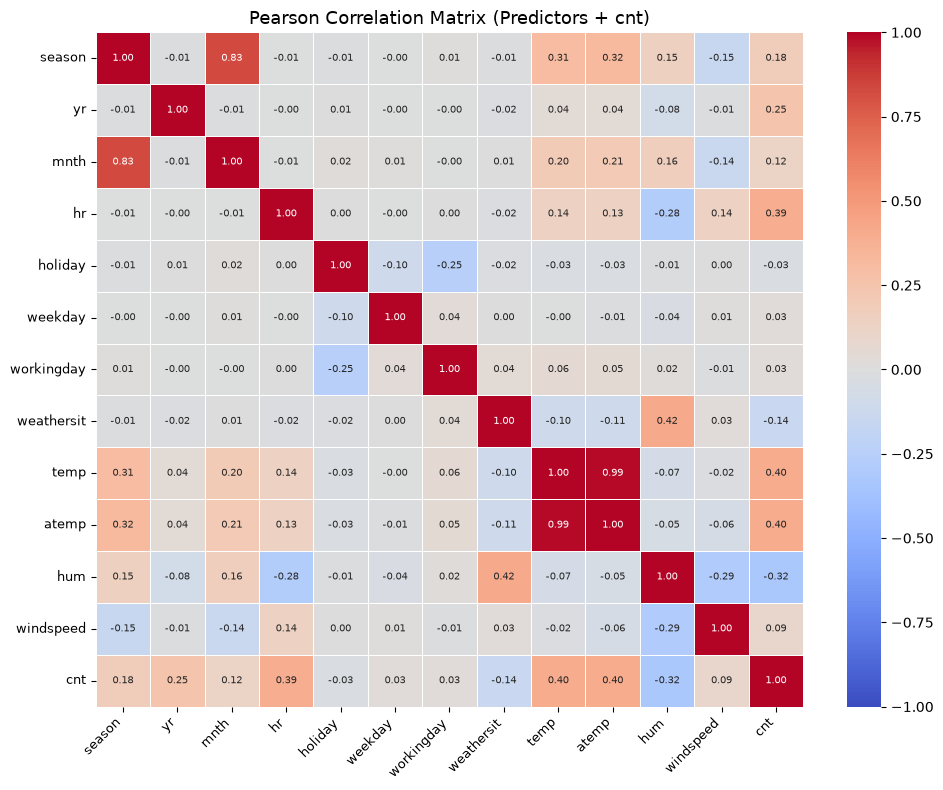 Pearson Correlation Matrix (Predictors + cnt)
season 1.00 -0.01 0.83 -0.01 -0.01 -0.00 0.01 -0.01 0.31 0.32 0.15 -0.15 0.18
yr -0.01 1.00 -0.01 -0.00 0.01 -0.00 -0.00 -0.02 0.04 0.04 -0.08 -0.01 0.25
mnth 0.83 -0.01 1.00 -0.01 0.02 0.01 -0.00 0.01 0.20 0.21 0.16 -0.14 0.12
hr -0.01 -0.00 -0.01 1.00 0.00 -0.00 0.00 -0.02 0.14 0.13 -0.28 0.14 0.39
holiday -0.01 0.01 0.02 0.00 1.00 -0.10 -0.25 -0.02 -0.03 -0.03 -0.01 0.00 -0.03
weekday -0.00 -0.00 0.01 -0.00 -0.10 1.00 0.04 0.00 -0.00 -0.01 -0.04 0.01 0.03
workingday 0.01 -0.00 -0.00 0.00 -0.25 0.04 1.00 0.04 0.06 0.05 0.02 -0.01 0.03
weathersit -0.01 -0.02 0.01 -0.02 -0.02 0.00 0.04 1.00 -0.10 -0.11 0.42 0.03 -0.14
temp 0.31 0.04 0.20 0.14 -0.03 -0.00 0.06 -0.10 1.00 0.99 -0.07 -0.02 0.40
atemp 0.32 0.04 0.21 0.13 -0.03 -0.01 0.05 -0.11 0.99 1.00 -0.05 -0.06 0.40
hum 0.15 -0.08 0.16 -0.28 -0.01 -0.04 0.02 0.42 -0.07 -0.05 1.00 -0.29 -0.32
windspeed -0.15 -0.01 -0.14 0.14 0.00 0.01 -0.01 0.03 -0.02 -0.06 -0.29 1.00 0.09
cnt 0.18 0.25 0.12 0.39 -0.03 0.03 0.03 -0.14 0.40 0.40 -0.32 0.09 1.00
season yr mnth hr holiday weekday workingday weathersit temp atemp hum windspeed cnt
1.00
0.75
0.50
0.25
0.00
−0.25
−0.50
−0.75
−1.00